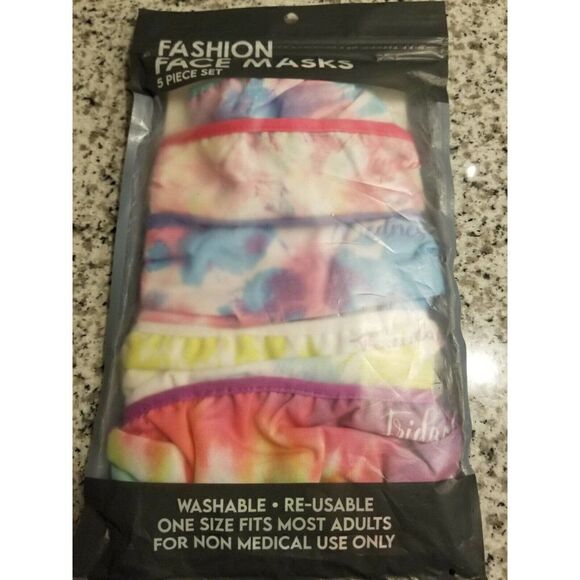 FASHION
FACE MASKS
5 PIECE SET
WASHABLE • RE-USABLE
ONE SIZE FITS MOST ADULTS
FOR NON MEDICAL USE ONLY